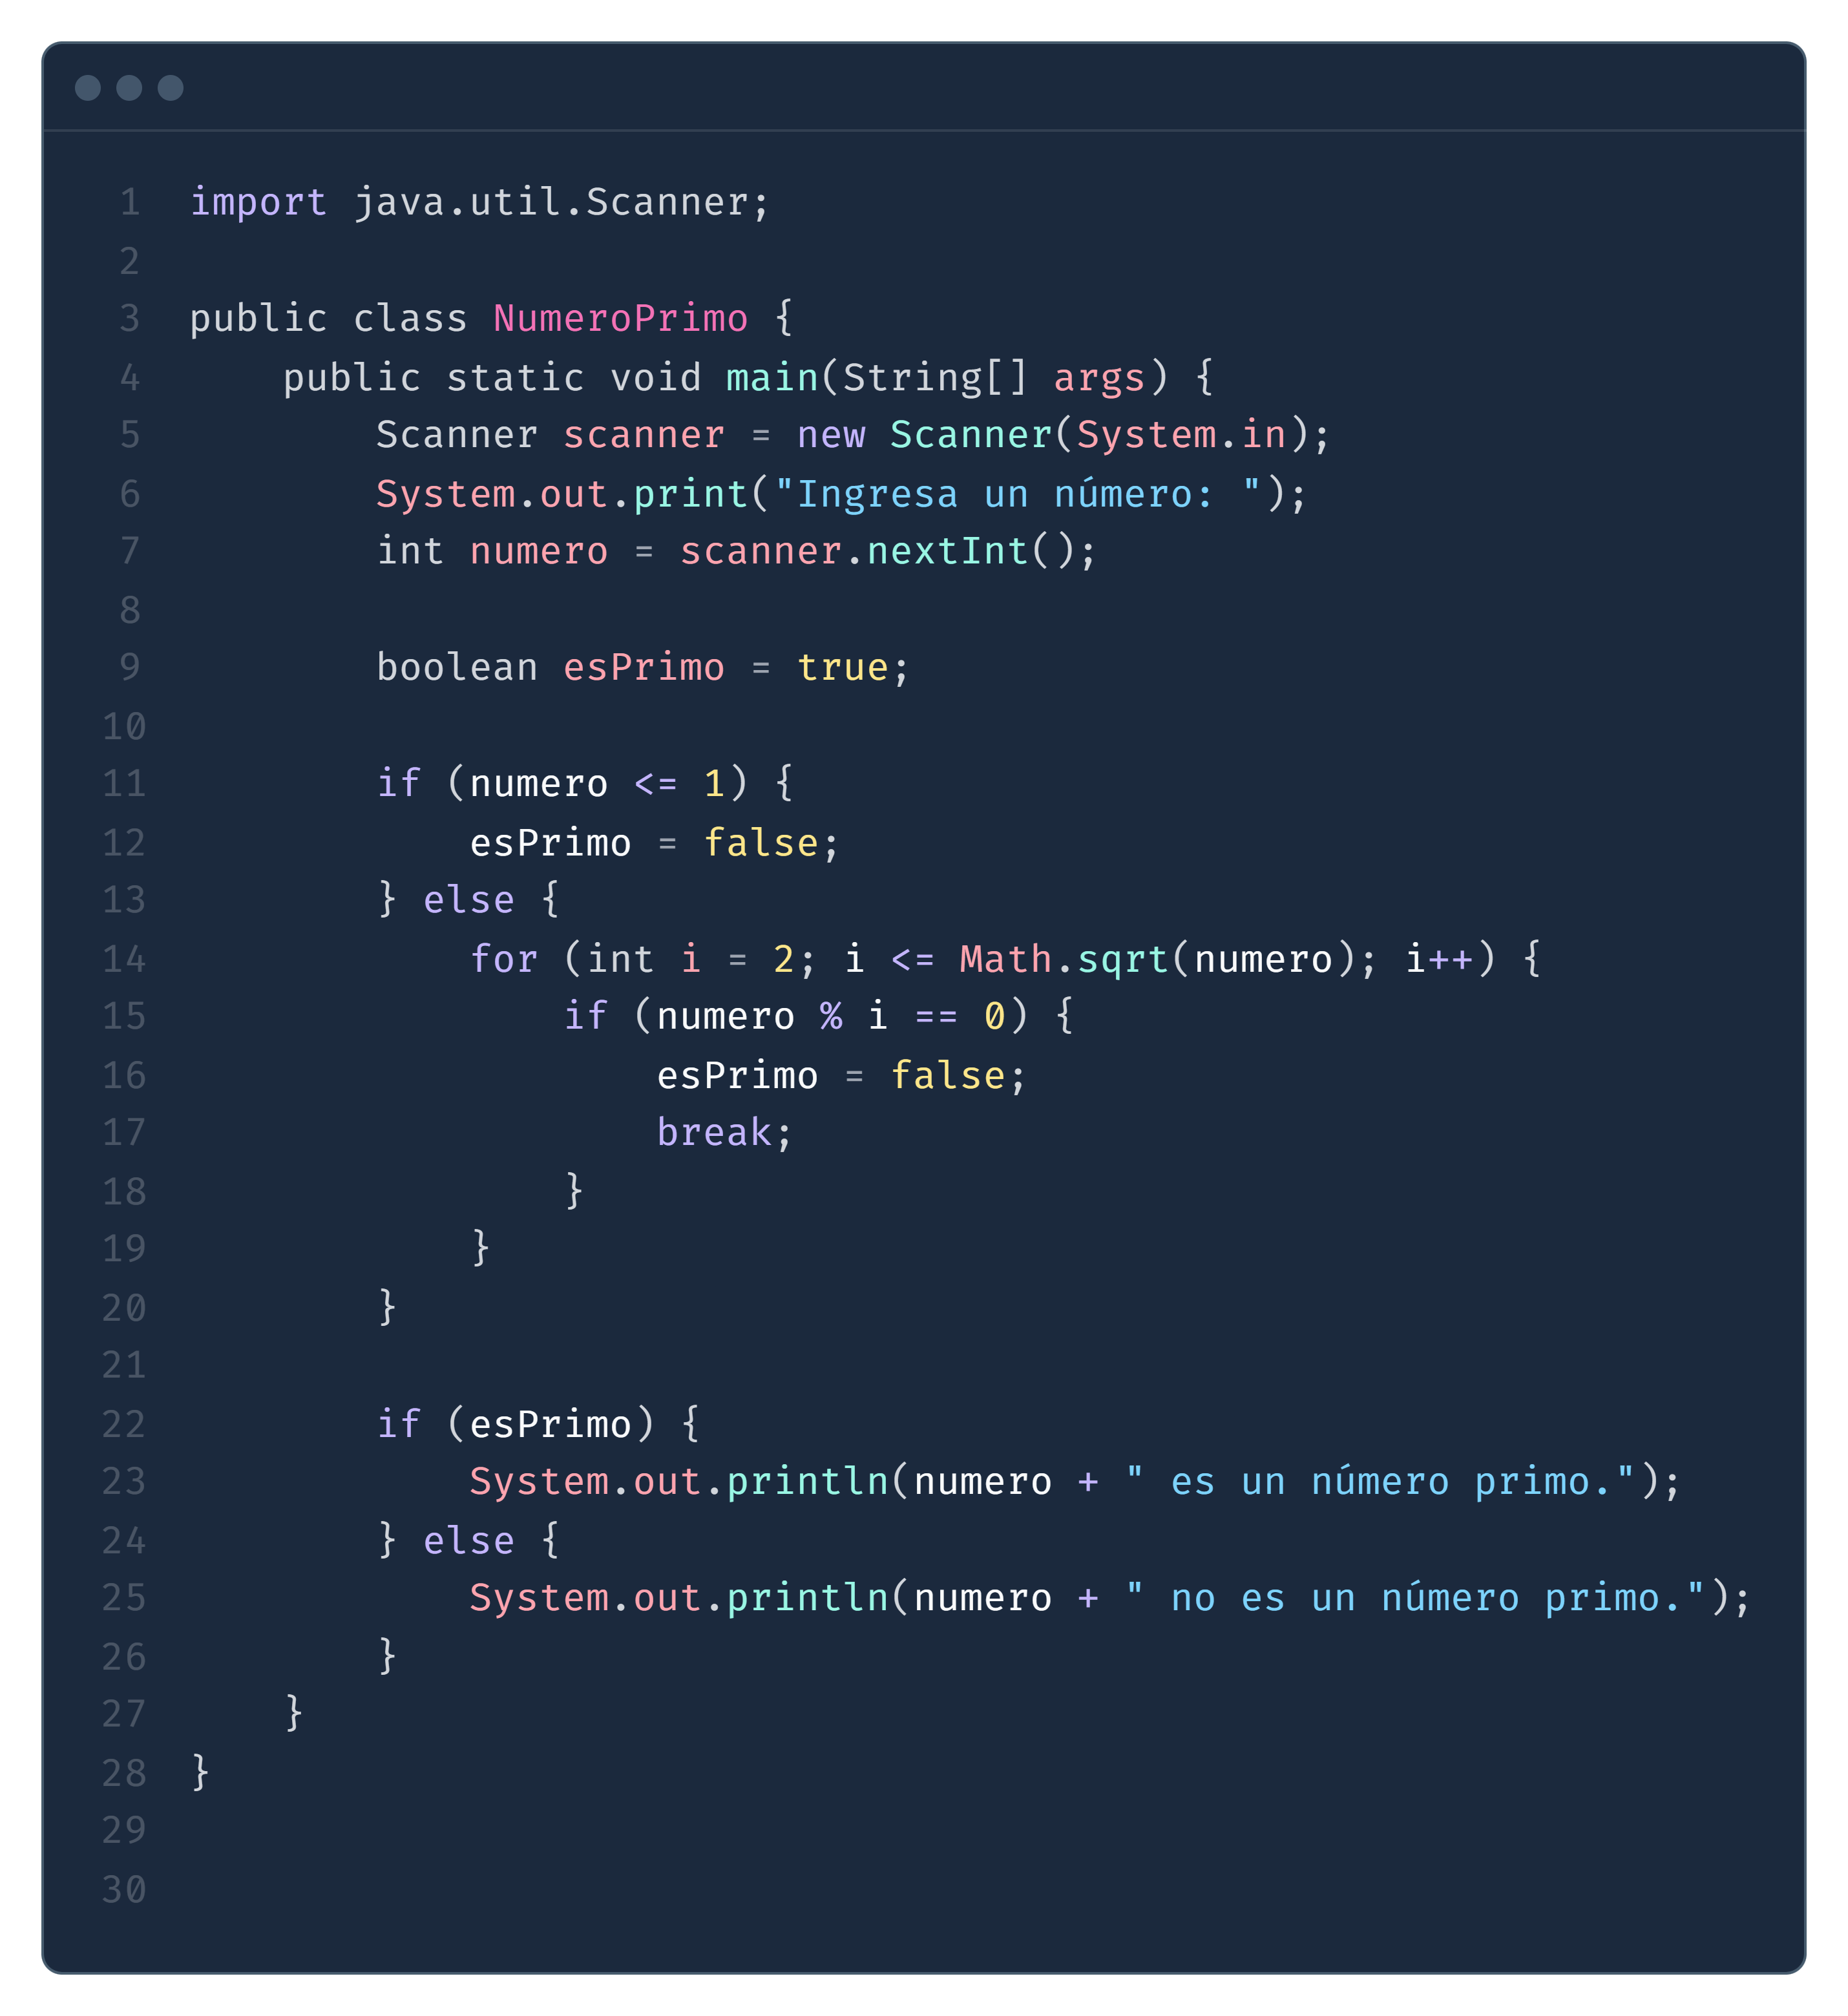 1 import java.util.Scanner;
2
3 public class NumeroPrimo {
4     public static void main(String[] args) {
5         Scanner scanner = new Scanner(System.in);
6         System.out.print("Ingresa un número: ");
7         int numero = scanner.nextInt();
8
9         boolean esPrimo = true;
10
11         if (numero <= 1) {
12             esPrimo = false;
13         } else {
14             for (int i = 2; i <= Math.sqrt(numero); i++) {
15                 if (numero % i == 0) {
16                     esPrimo = false;
17                     break;
18                 }
19             }
20         }
21
22         if (esPrimo) {
23             System.out.println(numero + " es un número primo.");
24         } else {
25             System.out.println(numero + " no es un número primo.");
26         }
27     }
28 }
29
30